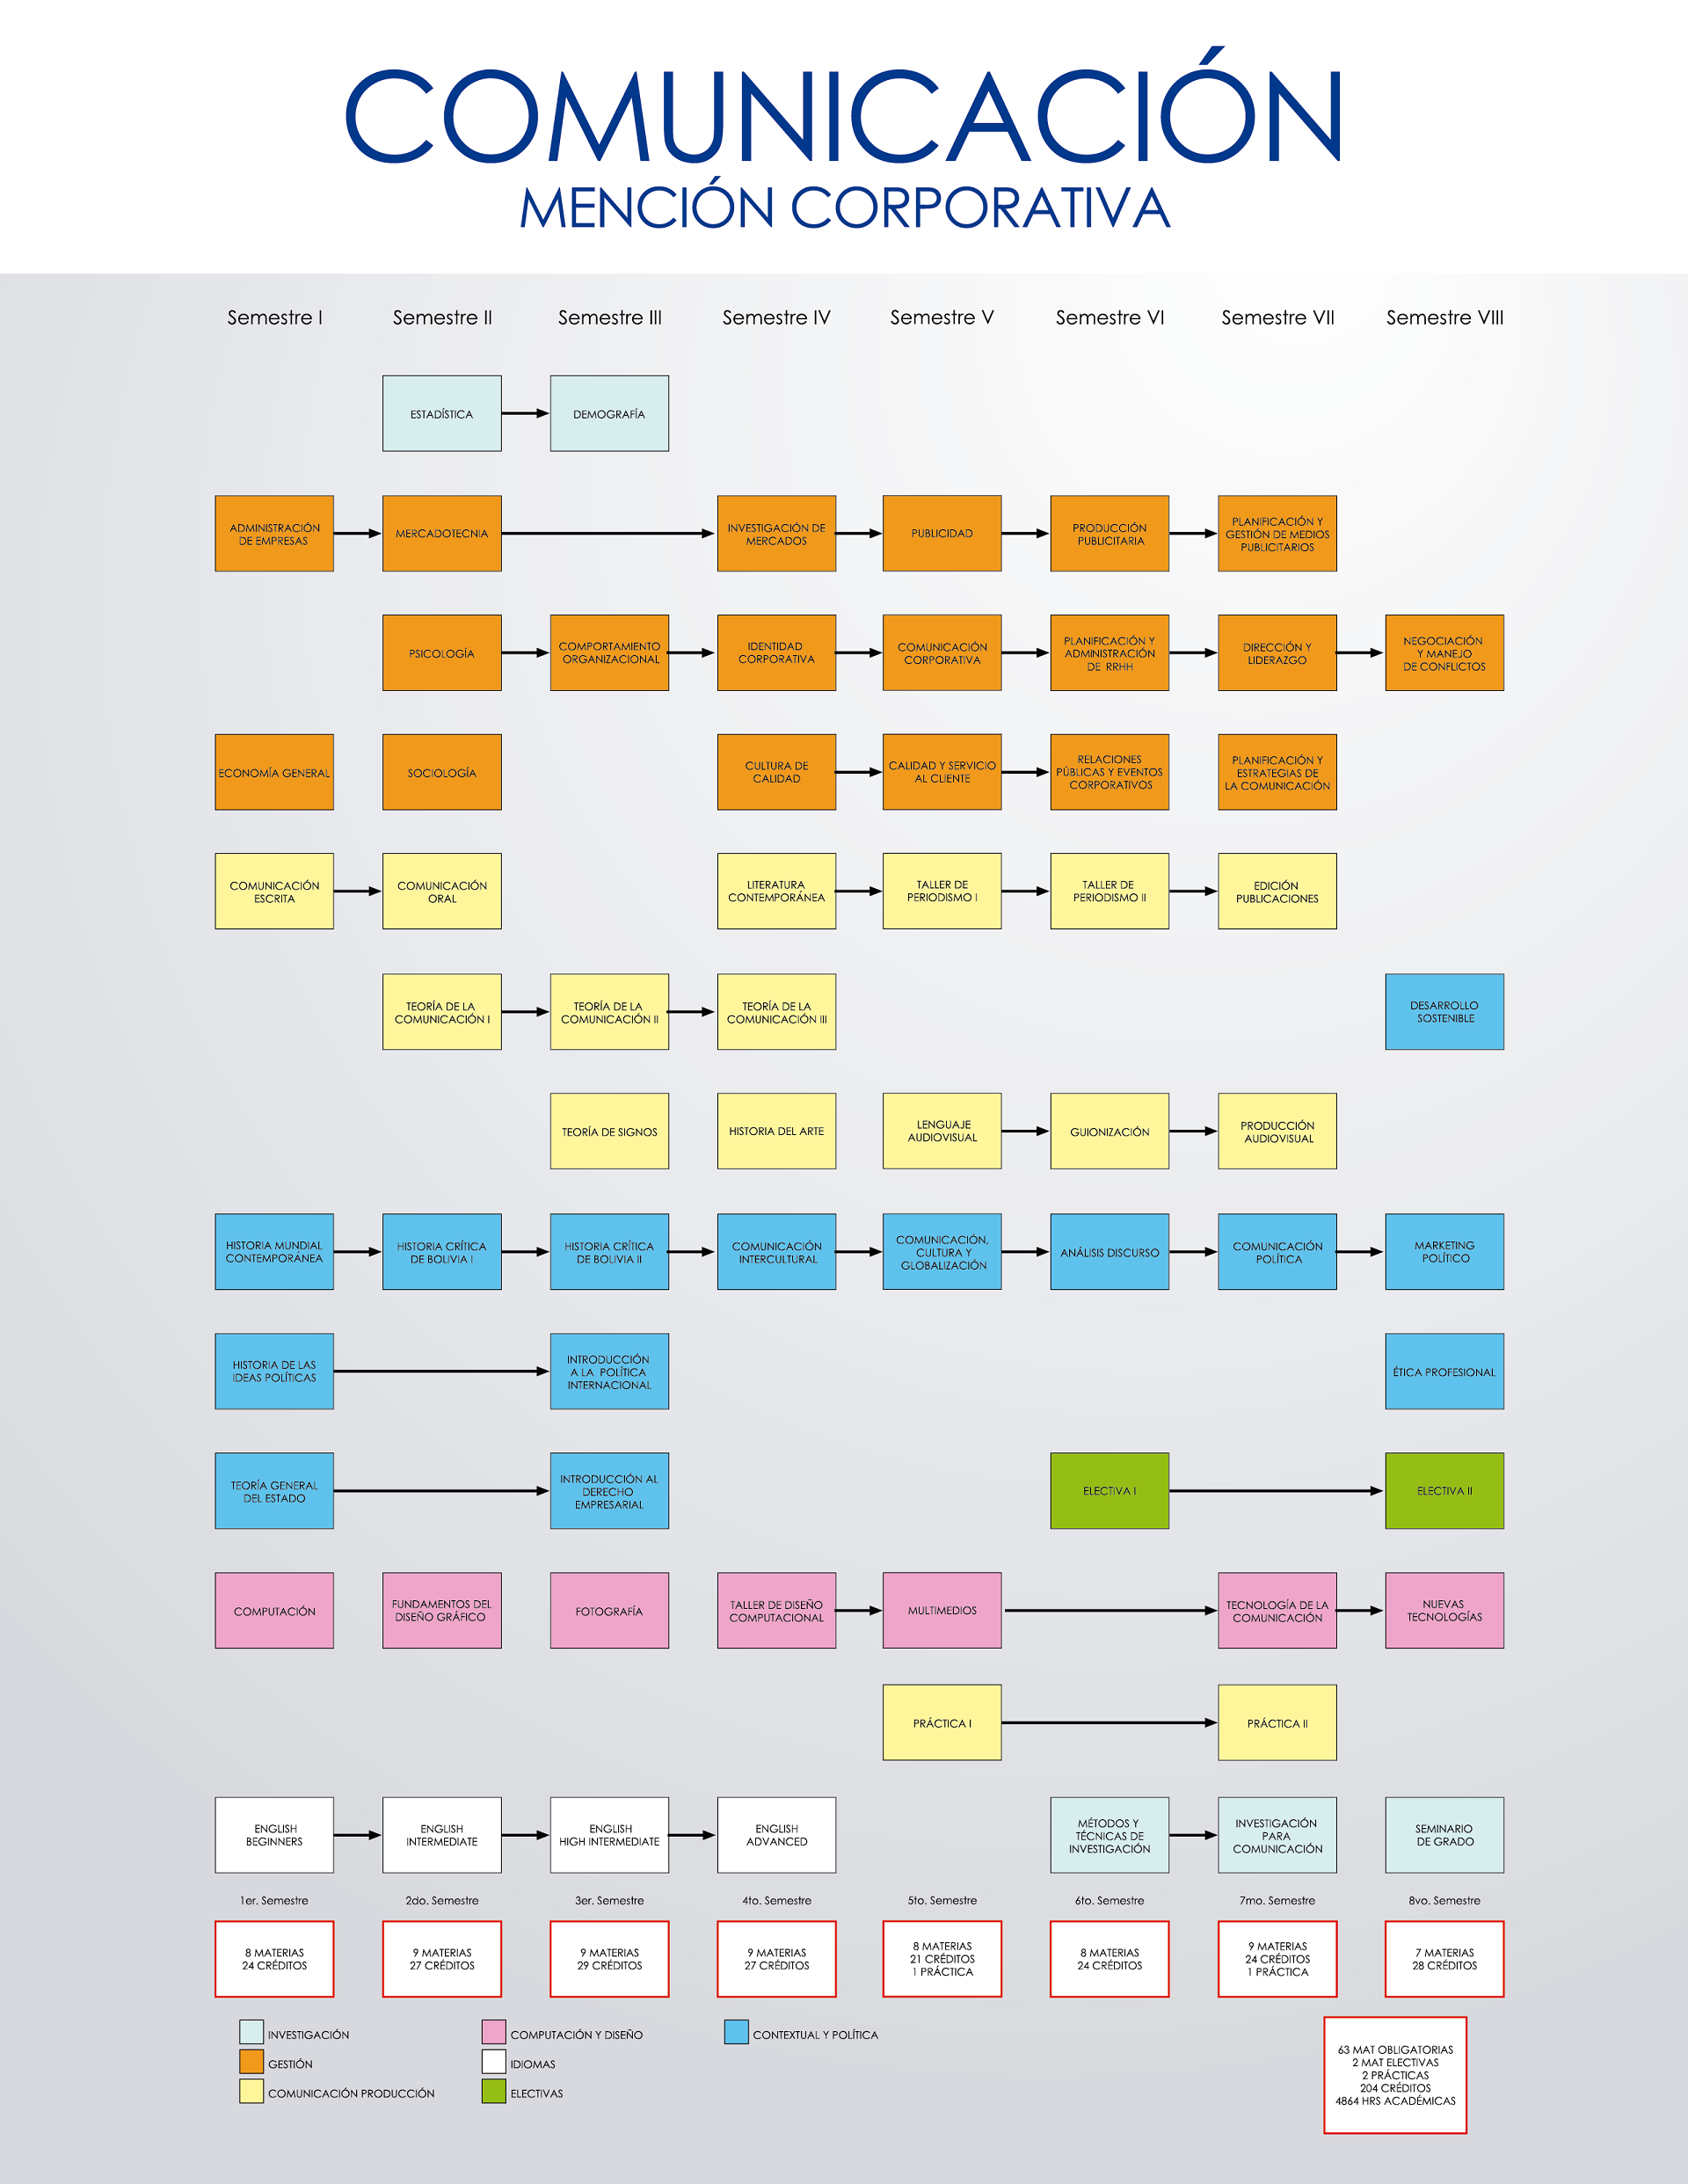 COMUNICACIÓN
MENCIÓN CORPORATIVA
Semestre I
Semestre II
Semestre III
Semestre IV
Semestre V
Semestre VI
Semestre VII
Semestre VIII
ESTADÍSTICA
DEMOGRAFÍA
ADMINISTRACIÓN
DE EMPRESAS
MERCADOTECNIA
INVESTIGACIÓN DE
MERCADOS
PUBLICIDAD
PRODUCCIÓN
PUBLICITARIA
PLANIFICACIÓN Y
GESTIÓN DE MEDIOS
PUBLICITARIOS
PSICOLOGÍA
COMPORTAMIENTO
ORGANIZACIONAL
IDENTIDAD
CORPORATIVA
COMUNICACIÓN
CORPORATIVA
PLANIFICACIÓN Y
ADMINISTRACIÓN
DE RRHH
DIRECCIÓN Y
LIDERAZGO
NEGOCIACIÓN
Y MANEJO
DE CONFLICTOS
ECONOMÍA GENERAL
SOCIOLOGÍA
CULTURA DE
CALIDAD
CALIDAD Y SERVICIO
AL CLIENTE
RELACIONES
PÚBLICAS Y EVENTOS
CORPORATIVOS
PLANIFICACIÓN Y
ESTRATEGIAS DE
LA COMUNICACIÓN
COMUNICACIÓN
ESCRITA
COMUNICACIÓN
ORAL
LITERATURA
CONTEMPORÁNEA
TALLER DE
PERIODISMO I
TALLER DE
PERIODISMO II
EDICIÓN
PUBLICACIONES
TEORÍA DE LA
COMUNICACIÓN I
TEORÍA DE LA
COMUNICACIÓN II
TEORÍA DE LA
COMUNICACIÓN III
DESARROLLO
SOSTENIBLE
TEORÍA DE SIGNOS
HISTORIA DEL ARTE
LENGUAJE
AUDIOVISUAL
GUIONIZACIÓN
PRODUCCIÓN
AUDIOVISUAL
HISTORIA MUNDIAL
CONTEMPORÁNEA
HISTORIA CRÍTICA
DE BOLIVIA I
HISTORIA CRÍTICA
DE BOLIVIA II
COMUNICACIÓN
INTERCULTURAL
COMUNICACIÓN,
CULTURA Y
GLOBALIZACIÓN
ANÁLISIS DISCURSO
COMUNICACIÓN
POLÍTICA
MARKETING
POLÍTICO
HISTORIA DE LAS
IDEAS POLÍTICAS
INTRODUCCIÓN
A LA POLÍTICA
INTERNACIONAL
ÉTICA PROFESIONAL
TEORÍA GENERAL
DEL ESTADO
INTRODUCCIÓN AL
DERECHO
EMPRESARIAL
ELECTIVA I
ELECTIVA II
COMPUTACIÓN
FUNDAMENTOS DEL
DISEÑO GRÁFICO
FOTOGRAFÍA
TALLER DE DISEÑO
COMPUTACIONAL
MULTIMEDIOS
TECNOLOGÍA DE LA
COMUNICACIÓN
NUEVAS
TECNOLOGÍAS
PRÁCTICA I
PRÁCTICA II
ENGLISH
BEGINNERS
ENGLISH
INTERMEDIATE
ENGLISH
HIGH INTERMEDIATE
ENGLISH
ADVANCED
MÉTODOS Y
TÉCNICAS DE
INVESTIGACIÓN
INVESTIGACIÓN
PARA
COMUNICACIÓN
SEMINARIO
DE GRADO
1er. Semestre
2do. Semestre
3er. Semestre
4to. Semestre
5to. Semestre
6to. Semestre
7mo. Semestre
8vo. Semestre
8 MATERIAS
24 CRÉDITOS
9 MATERIAS
27 CRÉDITOS
9 MATERIAS
29 CRÉDITOS
9 MATERIAS
27 CRÉDITOS
8 MATERIAS
21 CRÉDITOS
1 PRÁCTICA
8 MATERIAS
24 CRÉDITOS
9 MATERIAS
24 CRÉDITOS
1 PRÁCTICA
7 MATERIAS
28 CRÉDITOS
INVESTIGACIÓN
GESTIÓN
COMUNICACIÓN PRODUCCIÓN
COMPUTACIÓN Y DISEÑO
IDIOMAS
ELECTIVAS
CONTEXTUAL Y POLÍTICA
63 MAT OBLIGATORIAS
2 MAT ELECTIVAS
2 PRÁCTICAS
204 CRÉDITOS
4864 HRS ACADÉMICAS